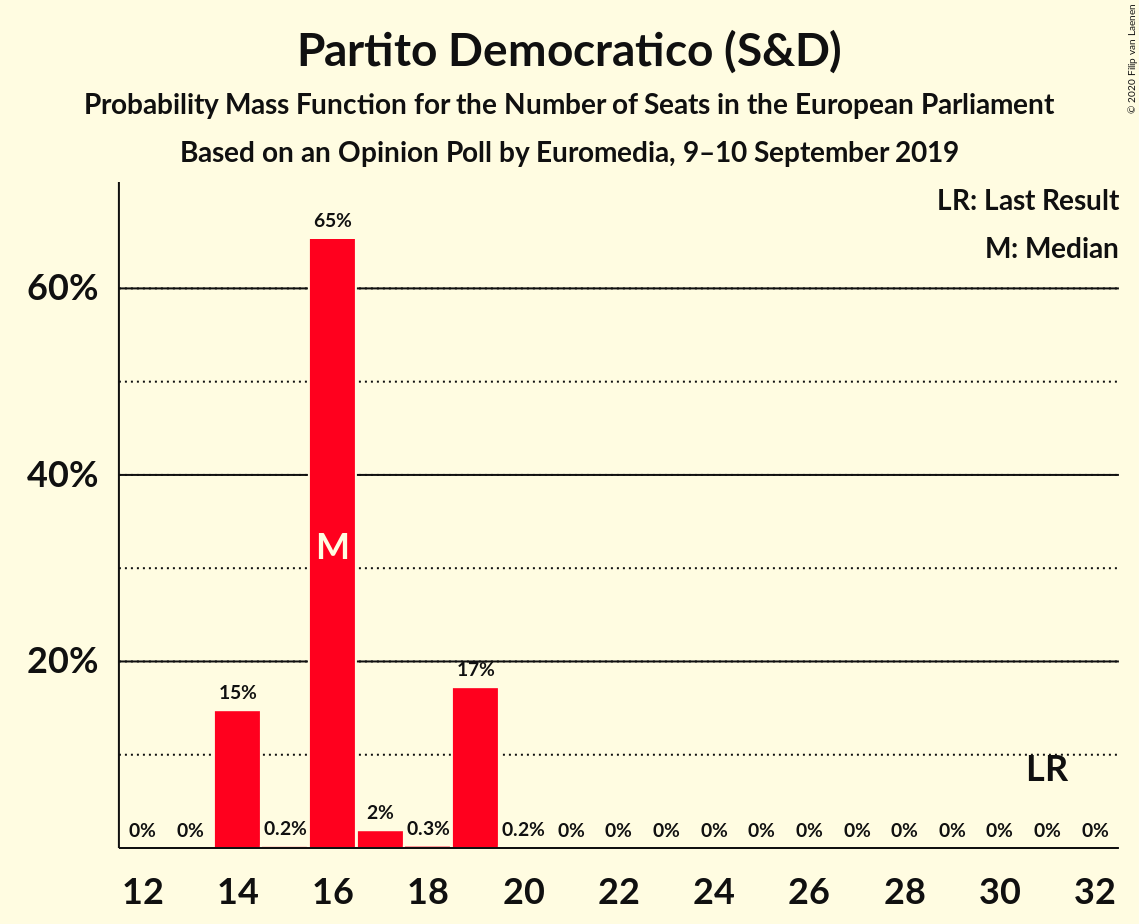 Partito Democratico (S&D)
Probability Mass Function for the Number of Seats in the European Parliament
Based on an Opinion Poll by Euromedia, 9–10 September 2019
© 2020 Filip van Laenen
LR: Last Result
M: Median
60%
40%
20%
65%
M
15%
17%
LR
0% 0% 0.2% 2% 0.3% 0.2% 0% 0% 0% 0% 0% 0% 0% 0% 0% 0% 0% 0%
12 14 16 18 20 22 24 26 28 30 32